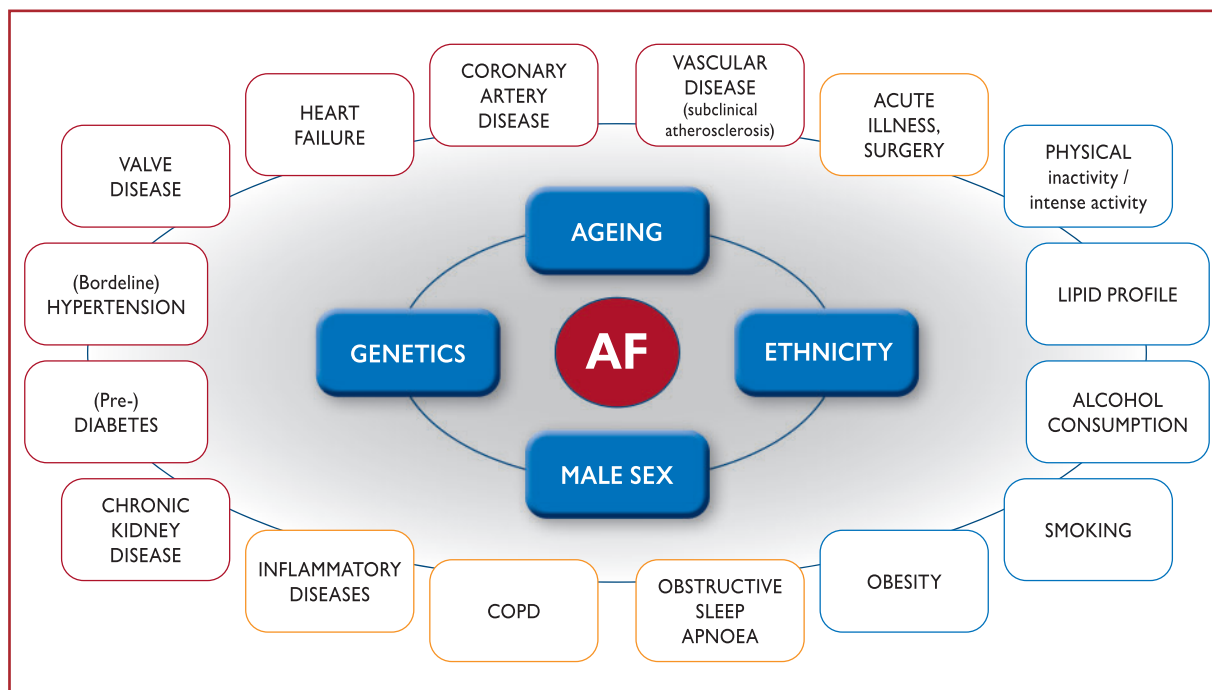 CORONARY
ARTERY
DISEASE
VASCULAR
DISEASE
(subclinical
atherosclerosis)
HEART
FAILURE
ACUTE
ILLNESS,
SURGERY
VALVE
DISEASE
PHYSICAL
inactivity /
intense activity
AGEING
(Bordeline)
HYPERTENSION
LIPID PROFILE
GENETICS
AF
ETHNICITY
(Pre-)
DIABETES
ALCOHOL
CONSUMPTION
MALE SEX
CHRONIC
KIDNEY
DISEASE
SMOKING
INFLAMMATORY
DISEASES
COPD
OBSTRUCTIVE
SLEEP
APNOEA
OBESITY